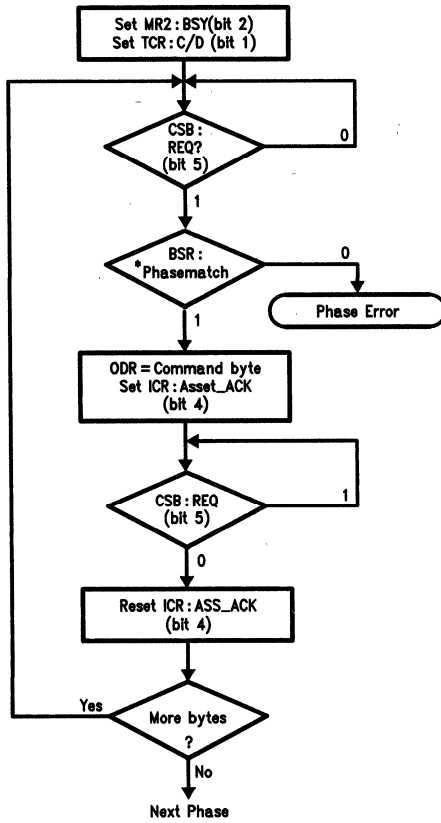 Set MR2:BSY(bit 2)
Set TCR:C/D (bit 1)
CSB:
REQ?
(bit 5)
0
1
BSR:
*Phasematch
0
Phase Error
1
ODR=Command byte
Set ICR:Asset_ACK
(bit 4)
CSB:REQ
(bit 5)
1
0
Reset ICR:ASS_ACK
(bit 4)
Yes
More bytes
?
No
Next Phase